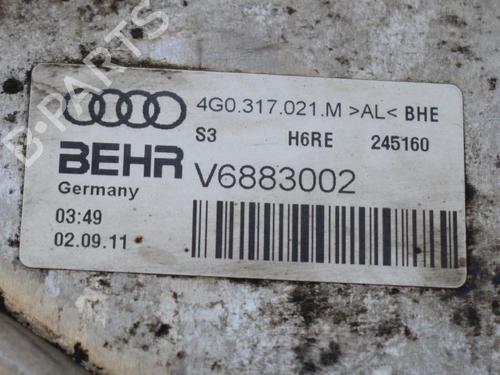 B-PARTS
4G0.317.021.M >AL< BHE
S3 H6RE 245160
BEHR V6883002
Germany
03:49
02.09.11